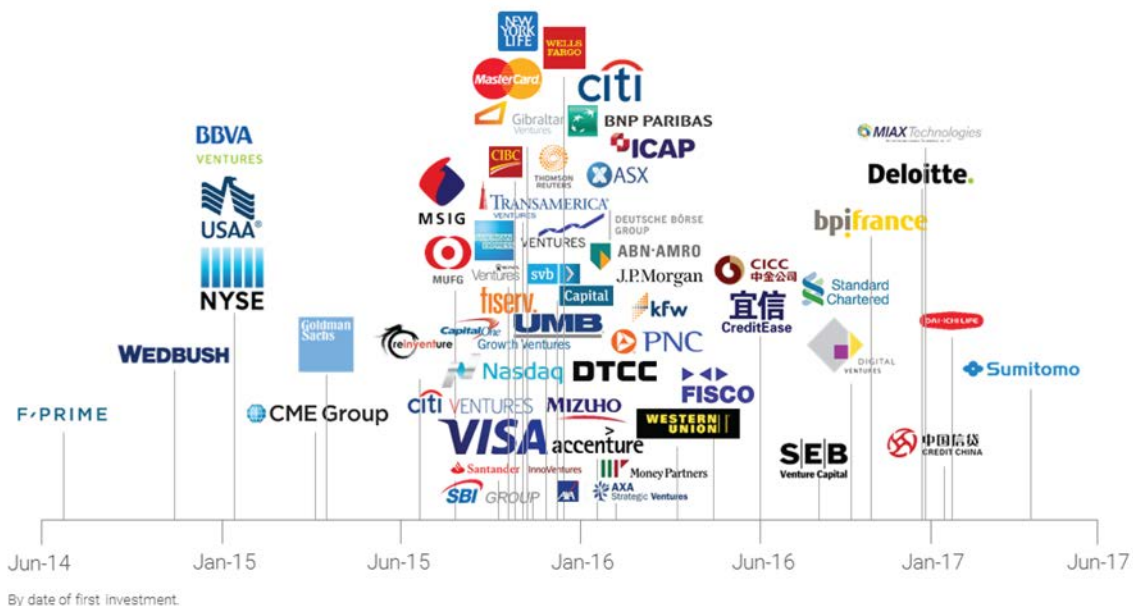 NEW
YORK
LIFE
WELLS
FARGO
MasterCard
citi
Gibraltar
Ventures
BNP PARIBAS
ICAP
BBVA
VENTURES
MIAX Technologies
CIBC
THOMSON
REUTERS
ASX
Deloitte.
USAA®
MSIG
TRANSAMERICA®
VENTURES
DEUTSCHE BÖRSE
GROUP
VENTURES
bpifrance
MUFG
Ventures
svb
ABN·AMRO
J.P.Morgan
CICC
中金公司
Standard
Chartered
NYSE
fiserv.
Capital
kfw
宜信
CreditEase
Goldman
Sachs
reinventure
CapitalOne
Growth Ventures
UMB
PNC
DAI-ICHI LIFE
WEDBUSH
Nasdaq
DTCC
FISCO
DIGITAL
VENTURES
Sumitomo
F-PRIME
CME Group
citi VENTURES
MIZUHO
WESTERN
UNION
VISA
accenture
SEB
Venture Capital
中国信贷
CREDIT CHINA
Santander InnoVentures
Money Partners
SBI GROUP
AXA
AXA
Strategic Ventures
Jun-14 Jan-15 Jun-15 Jan-16 Jun-16 Jan-17 Jun-17
By date of first investment.